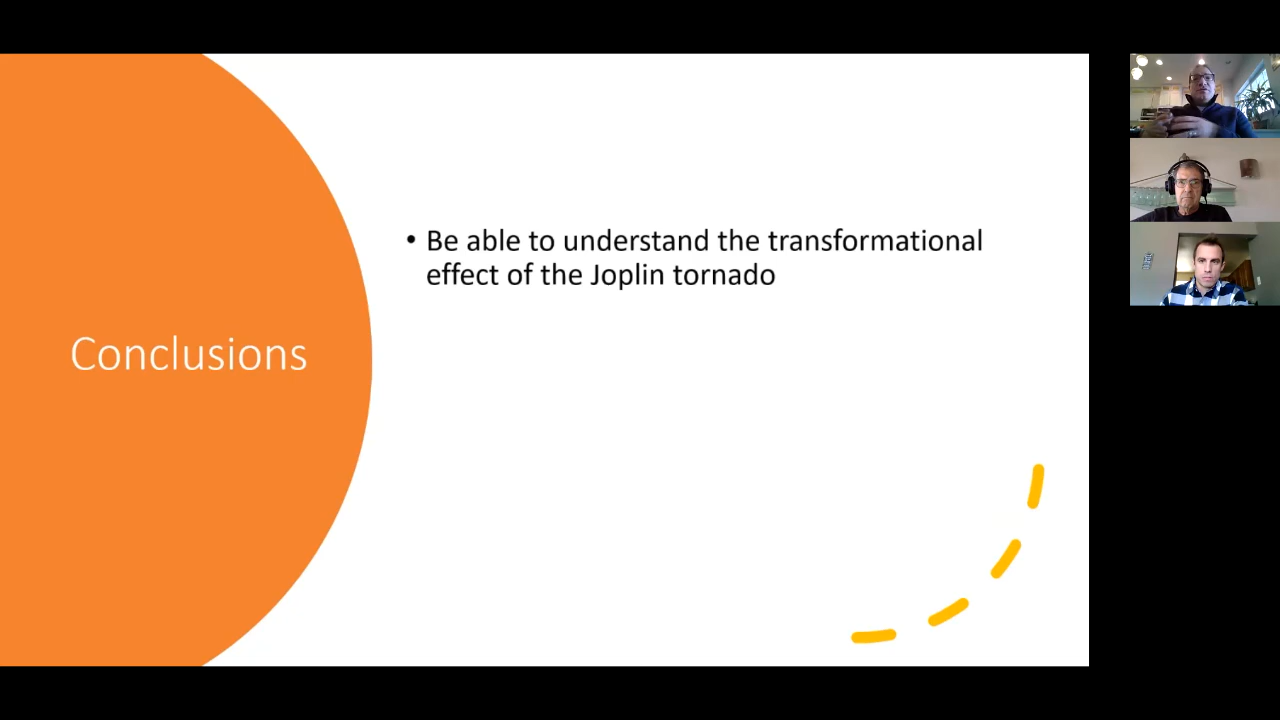 Conclusions
• Be able to understand the transformational
effect of the Joplin tornado